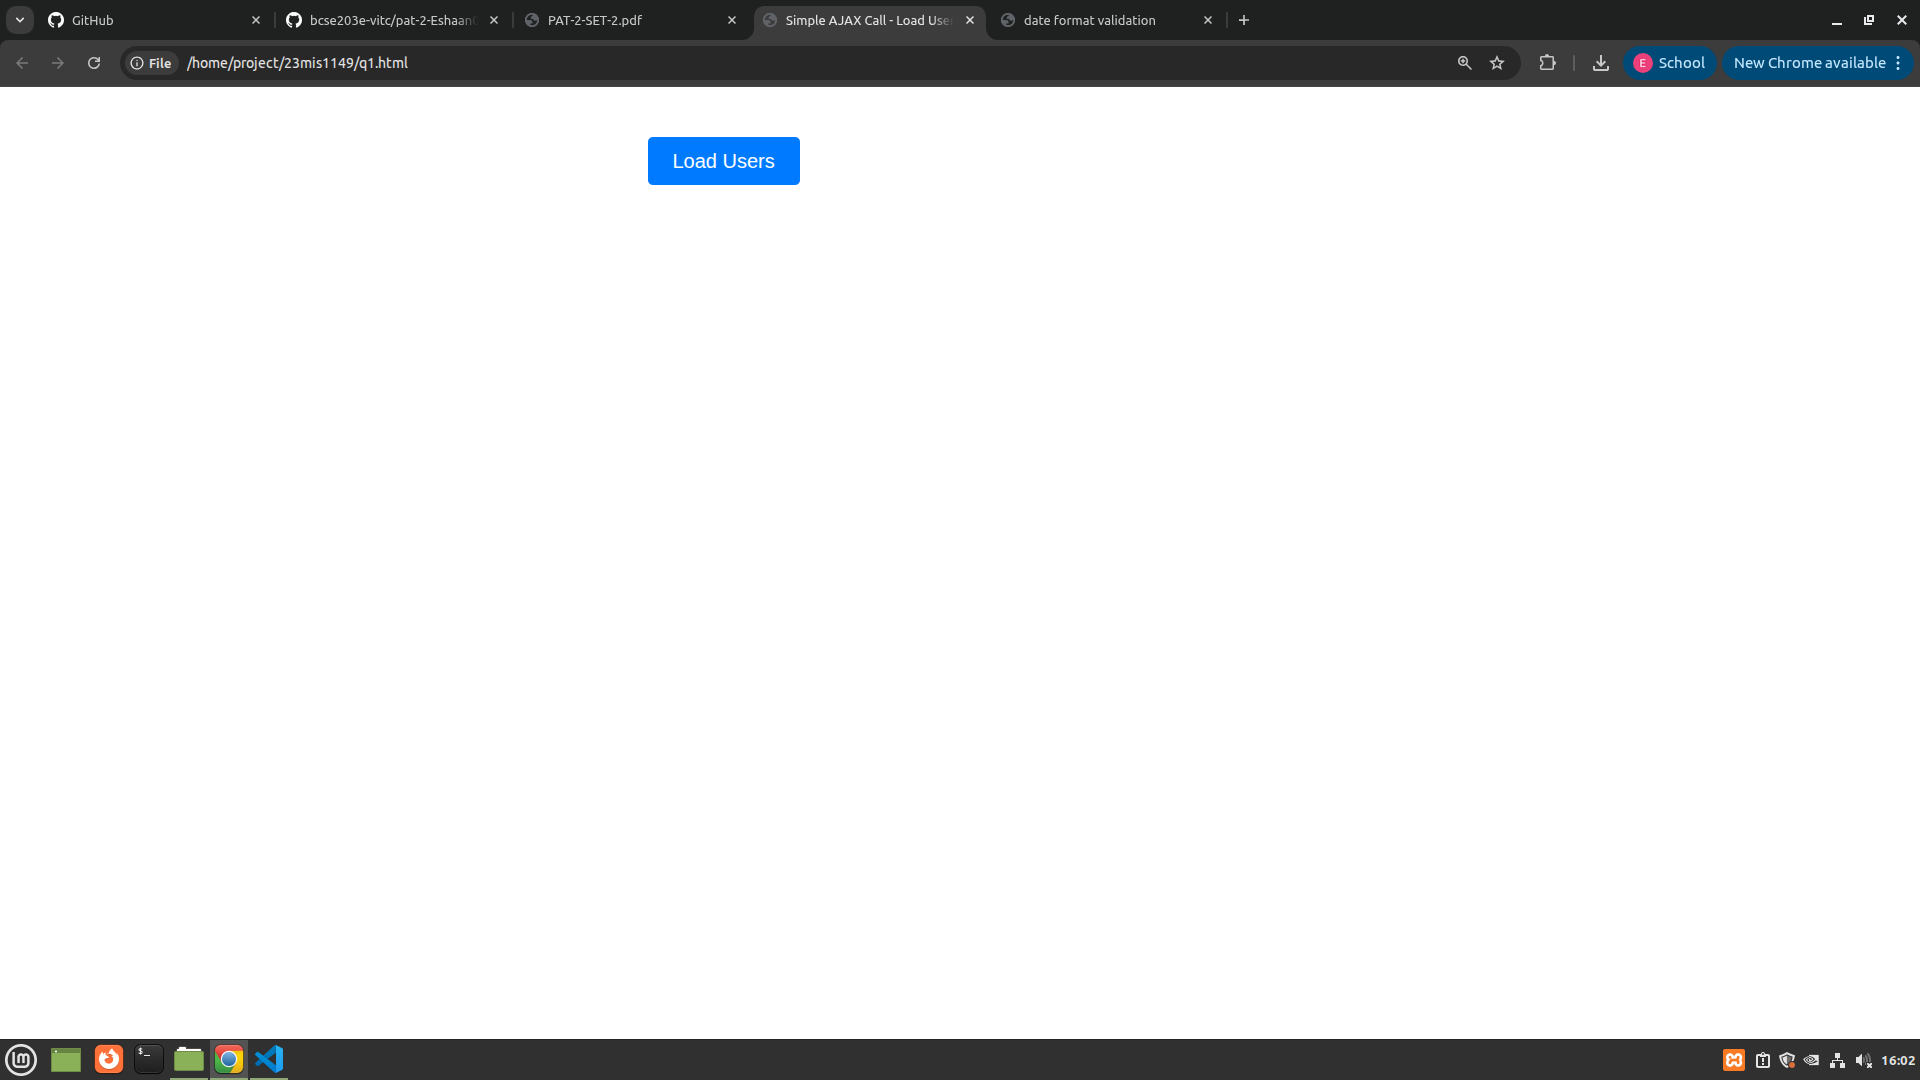 GitHub
bcse203e-vitc/pat-2-Eshaan
PAT-2-SET-2.pdf
Simple AJAX Call - Load User
date format validation
File
/home/project/23mis1149/q1.html
E
School
New Chrome available
Load Users
16:02